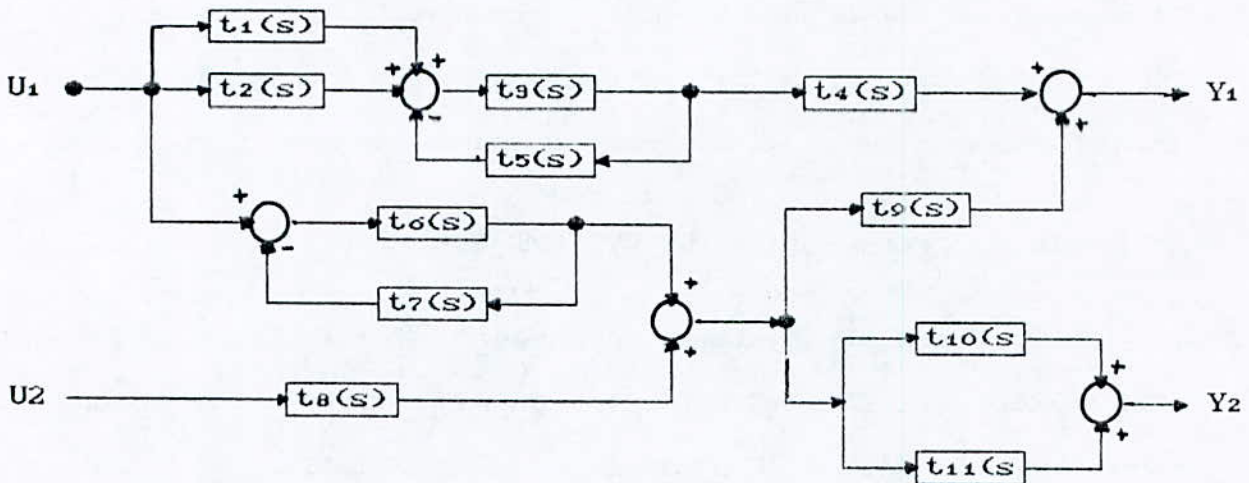 t1(s)
+
U1
t2(s)
+
-
t3(s)
t4(s)
+
+
Y1
t5(s)
+
-
t6(s)
t9(s)
t7(s)
+
+
t10(s
U2
t8(s)
+
+
Y2
t11(s